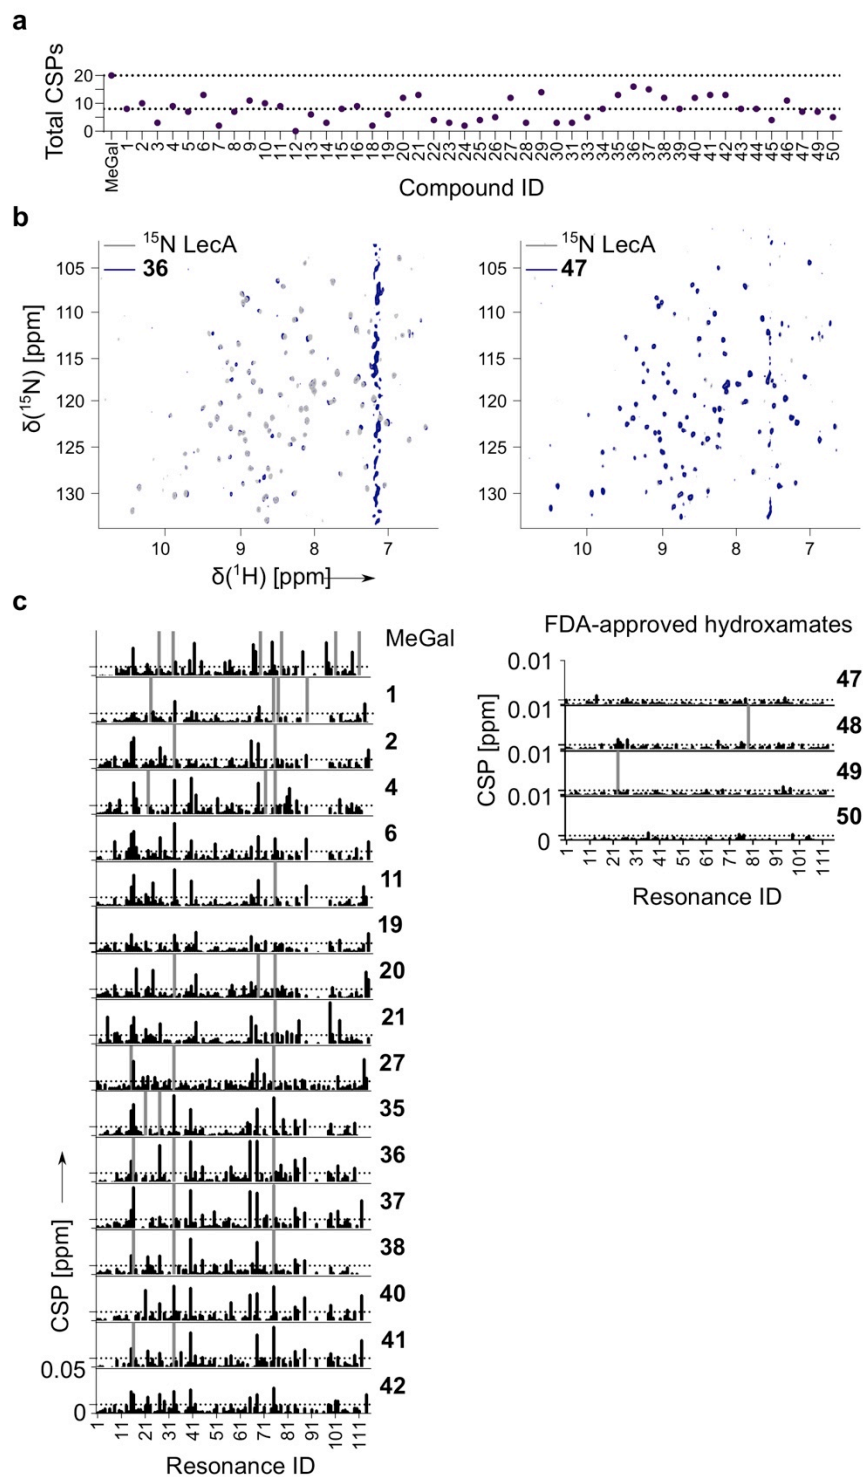 a
Total CSPs
20
10
0
MeGal 1 2 3 4 5 6 7 8 9 10 11 12 13 14 15 16 18 19 20 21 22 23 24 25 26 27 28 29 30 31 33 34 35 36 37 38 39 40 41 42 43 44 45 46 47 49 50
Compound ID
b
15N LecA
36
105
110
115
120
125
130
δ(15N) [ppm]
10 9 8 7
δ(1H) [ppm]
15N LecA
47
105
110
115
120
125
130
10 9 8 7
c
MeGal
1
2
4
6
11
19
20
21
27
35
36
37
38
40
41
42
CSP [ppm]
0.05
0
1 11 21 31 41 51 61 71 81 91 101 111
Resonance ID
FDA-approved hydroxamates
0.01
47
0.01
48
0.01
49
0.01
50
0
CSP [ppm]
1 11 21 31 41 51 61 71 81 91 101 111
Resonance ID